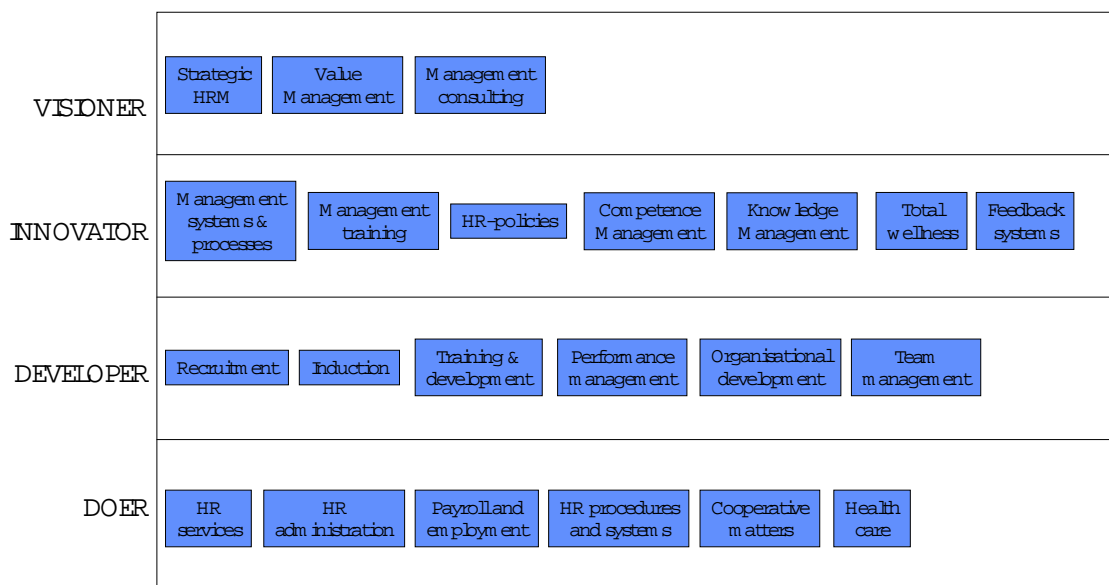 VISIONER
Strategic
HRM
Value
Management
Management
consulting
INNOVATOR
Management
systems &
processes
Management
training
HR-policies
Competence
Management
Knowledge
Management
Total
wellness
Feedback
systems
DEVELOPER
Recruitment
Induction
Training &
development
Performance
management
Organisational
development
Team
management
DOER
HR
services
HR
administration
Payroll and
employment
HR procedures
and systems
Cooperative
matters
Health
care